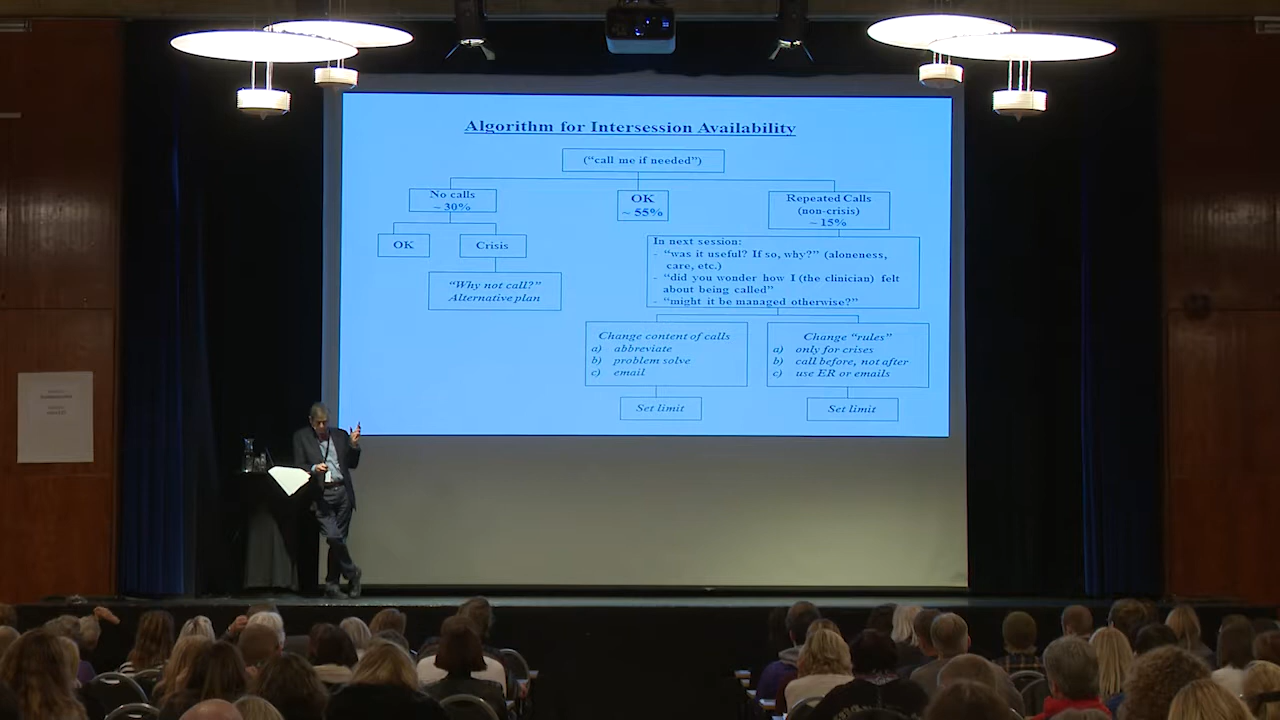 Algorithm for Intersession Availability
(“call me if needed”)
No calls
~ 30%
OK
~ 55%
Repeated Calls
(non-crisis)
~ 15%
OK
Crisis
“Why not call?”
Alternative plan
In next session:
- “was it useful? If so, why?” (aloneness,
care, etc.)
- “did you wonder how I (the clinician) felt
about being called”
- “might it be managed otherwise?”
Change content of calls
a) abbreviate
b) problem solve
c) email
Change “rules”
a) only for crises
b) call before, not after
c) use ER or emails
Set limit
Set limit